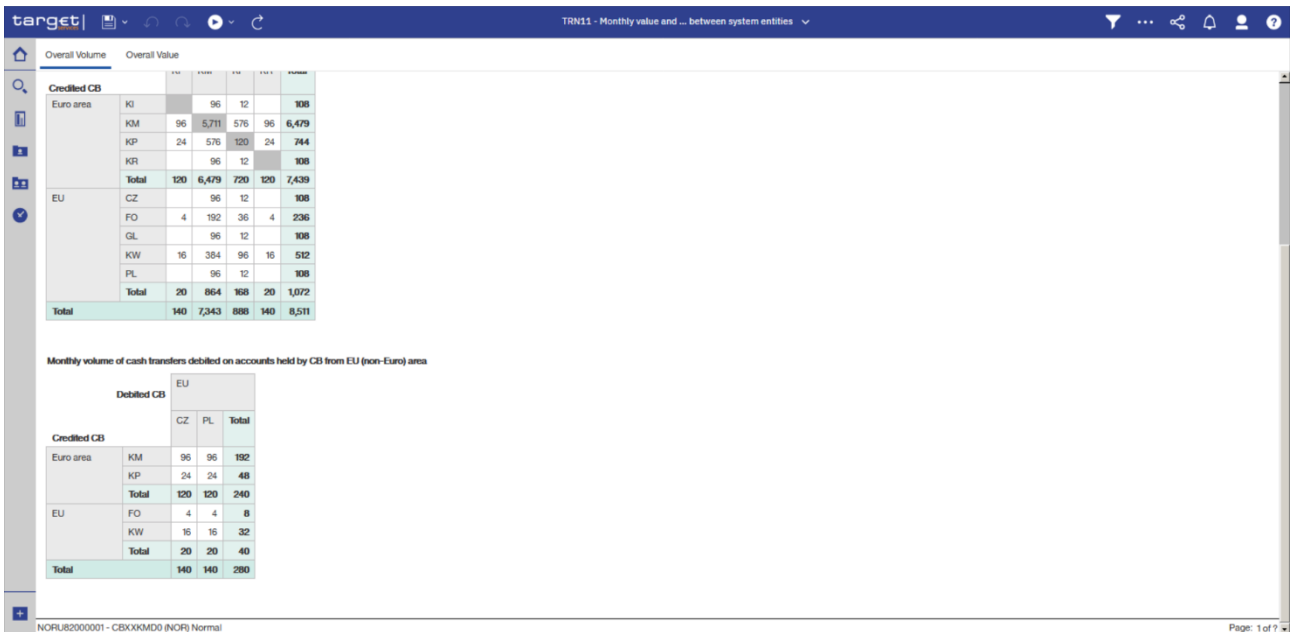 target| TRN11 - Monthly value and ... between system entities
services
Overall Volume Overall Value
Total
Credited CB
Euro area KI 96 12 108
KM 96 5,711 576 96 6,479
KP 24 576 120 24 744
KR 96 12 108
Total 120 6,479 720 120 7,439
EU CZ 96 12 108
FO 4 192 36 4 236
GL 96 12 108
KW 16 384 96 16 512
PL 96 12 108
Total 20 864 168 20 1,072
Total 140 7,343 888 140 8,511
Monthly volume of cash transfers debited on accounts held by CB from EU (non-Euro) area
EU
Debited CB
CZ PL Total
Credited CB
Euro area KM 96 96 192
KP 24 24 48
Total 120 120 240
EU FO 4 4 8
KW 16 16 32
Total 20 20 40
Total 140 140 280
NORU82000001 - CBXXKMD0 (NOR) Normal Page: 1 of ?